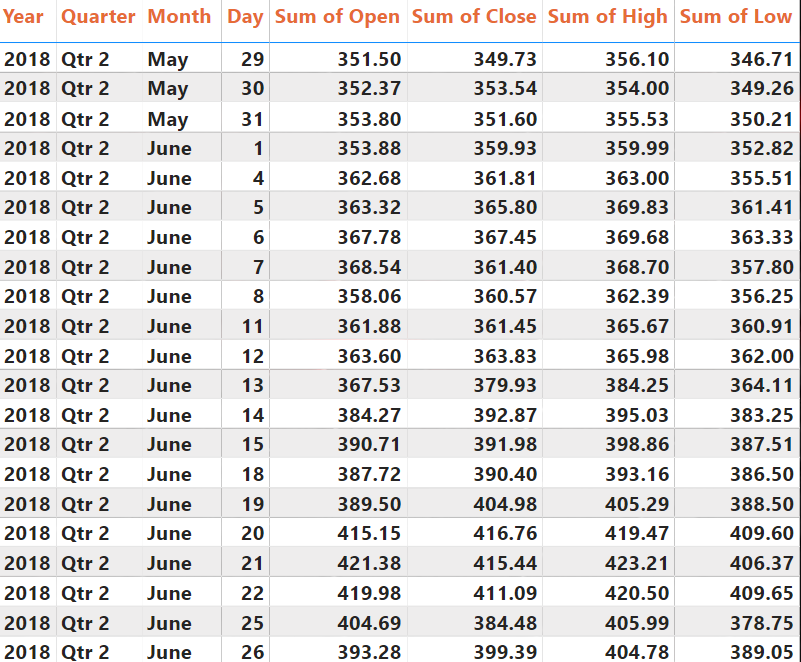 Year Quarter Month Day Sum of Open Sum of Close Sum of High Sum of Low
2018 Qtr 2 May 29 351.50 349.73 356.10 346.71
2018 Qtr 2 May 30 352.37 353.54 354.00 349.26
2018 Qtr 2 May 31 353.80 351.60 355.53 350.21
2018 Qtr 2 June 1 353.88 359.93 359.99 352.82
2018 Qtr 2 June 4 362.68 361.81 363.00 355.51
2018 Qtr 2 June 5 363.32 365.80 369.83 361.41
2018 Qtr 2 June 6 367.78 367.45 369.68 363.33
2018 Qtr 2 June 7 368.54 361.40 368.70 357.80
2018 Qtr 2 June 8 358.06 360.57 362.39 356.25
2018 Qtr 2 June 11 361.88 361.45 365.67 360.91
2018 Qtr 2 June 12 363.60 363.83 365.98 362.00
2018 Qtr 2 June 13 367.53 379.93 384.25 364.11
2018 Qtr 2 June 14 384.27 392.87 395.03 383.25
2018 Qtr 2 June 15 390.71 391.98 398.86 387.51
2018 Qtr 2 June 18 387.72 390.40 393.16 386.50
2018 Qtr 2 June 19 389.50 404.98 405.29 388.50
2018 Qtr 2 June 20 415.15 416.76 419.47 409.60
2018 Qtr 2 June 21 421.38 415.44 423.21 406.37
2018 Qtr 2 June 22 419.98 411.09 420.50 409.65
2018 Qtr 2 June 25 404.69 384.48 405.99 378.75
2018 Qtr 2 June 26 393.28 399.39 404.78 389.05